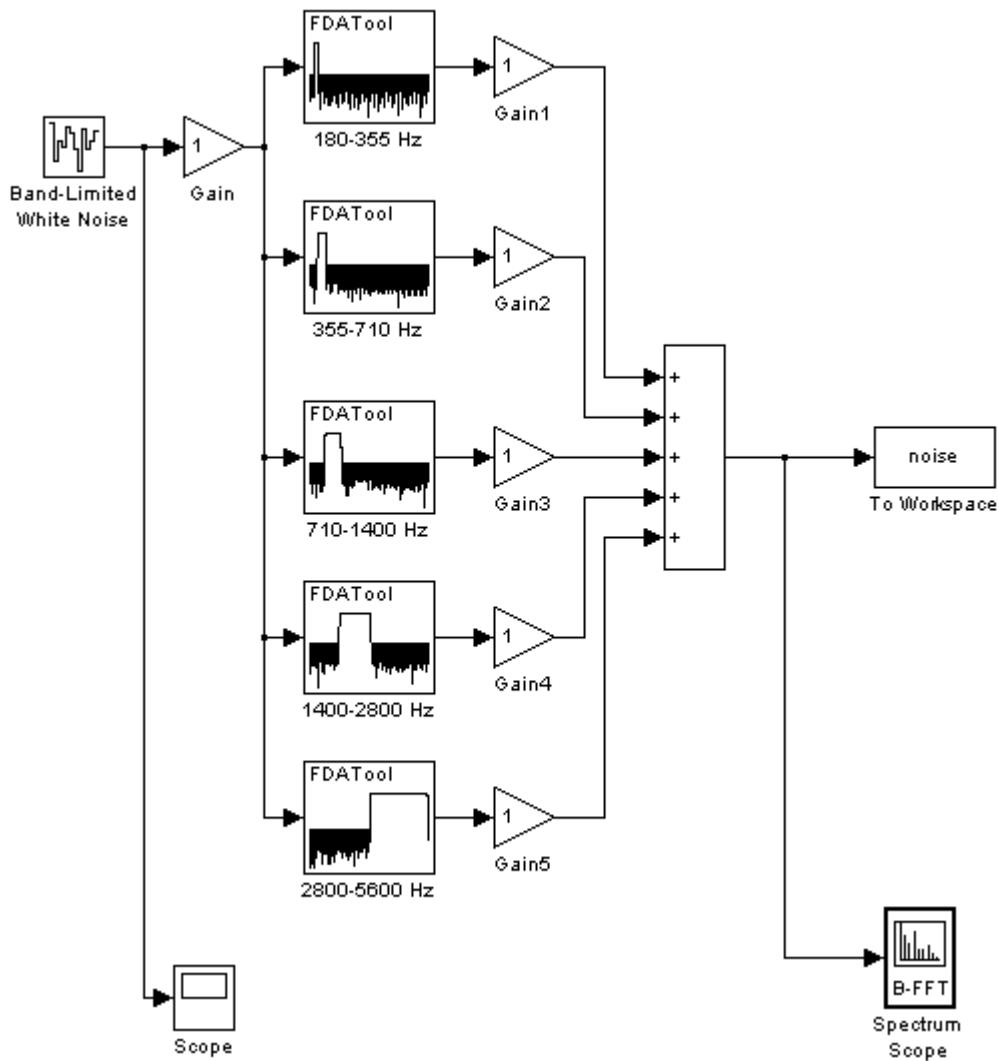 FDATool
1
Gain1
180-355 Hz
Band-Limited
White Noise
1
Gain
FDATool
1
Gain2
355-710 Hz
+
+
+
+
+
FDATool
1
Gain3
710-1400 Hz
noise
To Workspace
FDATool
1
Gain4
1400-2800 Hz
FDATool
1
Gain5
2800-5600 Hz
B-FFT
Spectrum
Scope
Scope